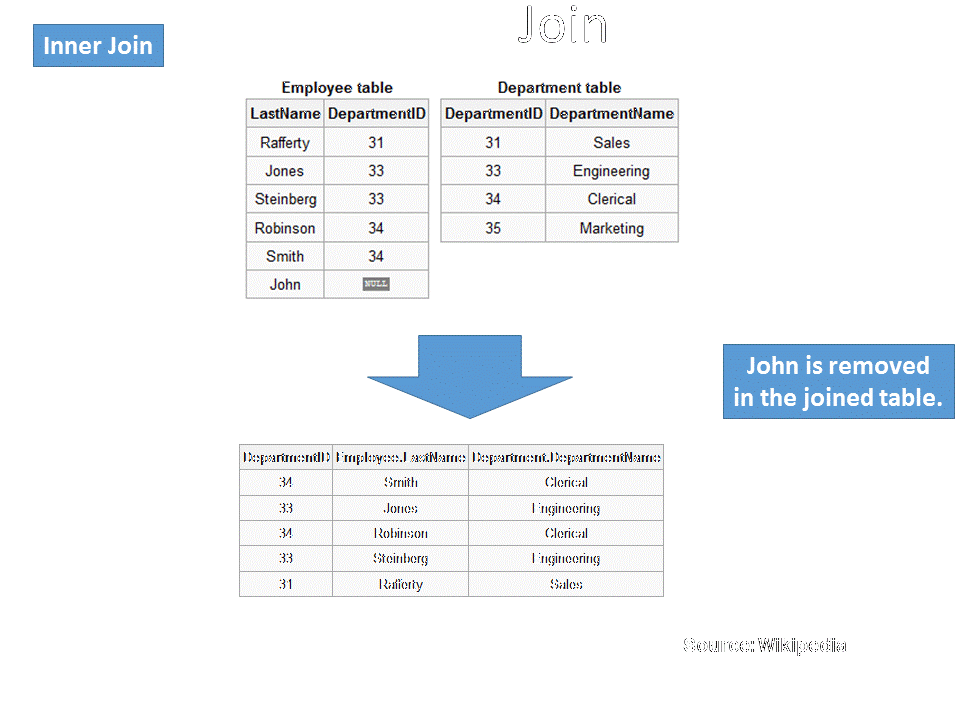 Join
Inner Join
Employee table
LastName DepartmentID
Rafferty 31
Jones 33
Steinberg 33
Robinson 34
Smith 34
John NULL
Department table
DepartmentID DepartmentName
31 Sales
33 Engineering
34 Clerical
35 Marketing
John is removed
in the joined table.
DepartmentID Employee.LastName Department.DepartmentName
34 Smith Clerical
33 Jones Engineering
34 Robinson Clerical
33 Steinberg Engineering
31 Rafferty Sales
Source: Wikipedia